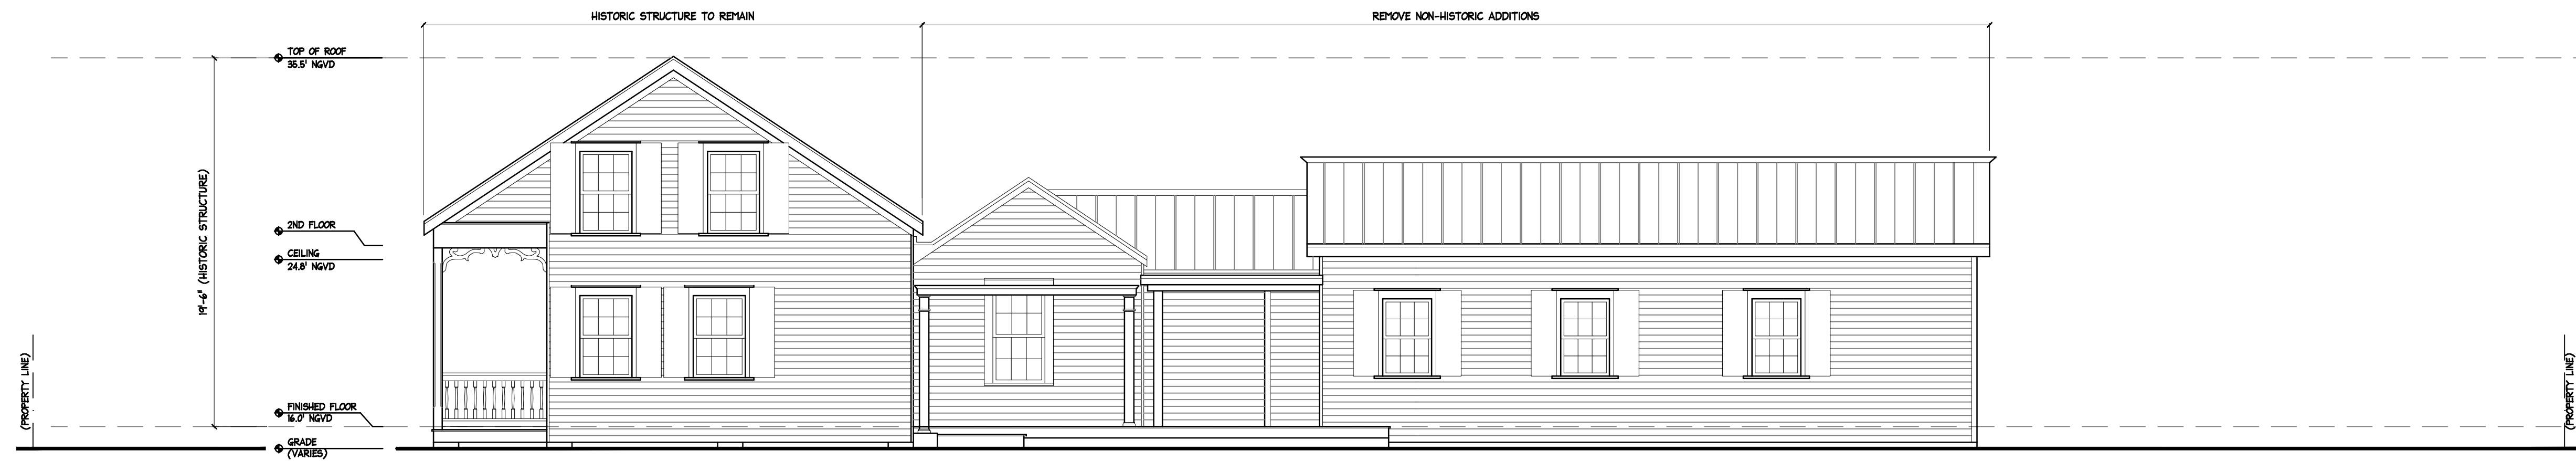 HISTORIC STRUCTURE TO REMAIN
REMOVE NON-HISTORIC ADDITIONS
TOP OF ROOF
35.5' NGVD
19'-6" (HISTORIC STRUCTURE)
2ND FLOOR
CEILING
24.8' NGVD
(PROPERTY LINE)
FINISHED FLOOR
16.0' NGVD
GRADE
(VARIES)
(PROPERTY LINE)